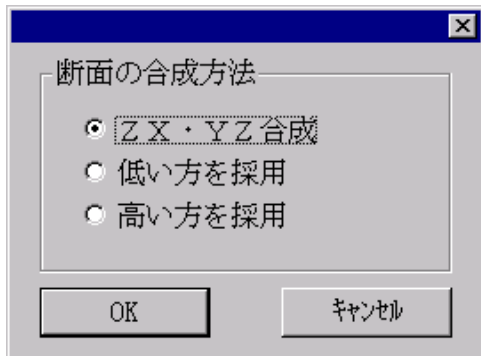 断面の合成方法
ＺＸ・ＹＺ合成
低い方を採用
高い方を採用
OK　ｷｬﾝｾﾙ